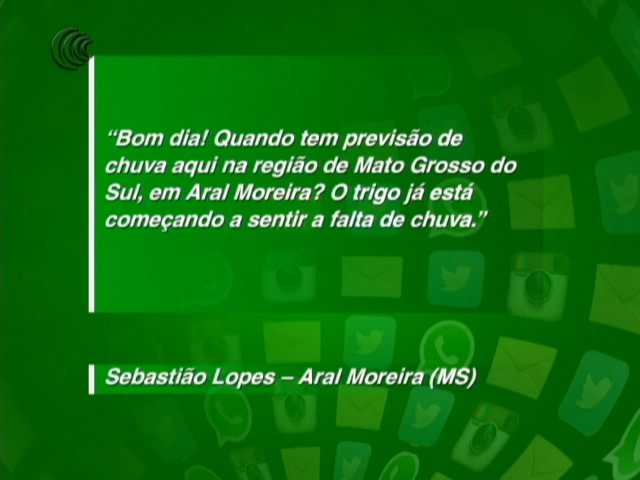 “Bom dia! Quando tem previsão de
chuva aqui na região de Mato Grosso do
Sul, em Aral Moreira? O trigo já está
começando a sentir a falta de chuva.”
Sebastião Lopes – Aral Moreira (MS)